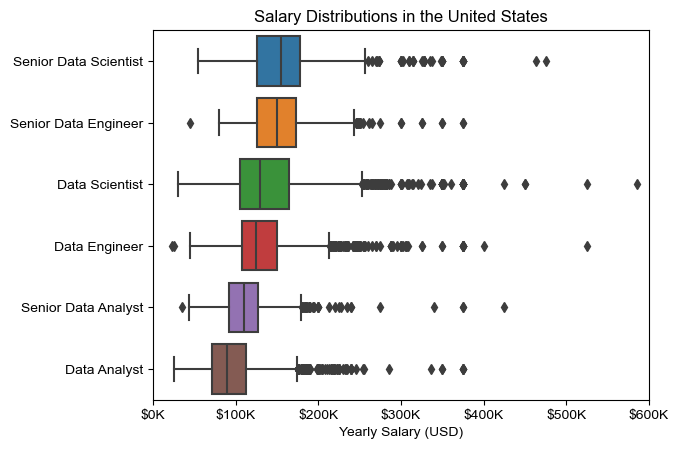 Salary Distributions in the United States
Senior Data Scientist
Senior Data Engineer
Data Scientist
Data Engineer
Senior Data Analyst
Data Analyst
$0K $100K $200K $300K $400K $500K $600K
Yearly Salary (USD)